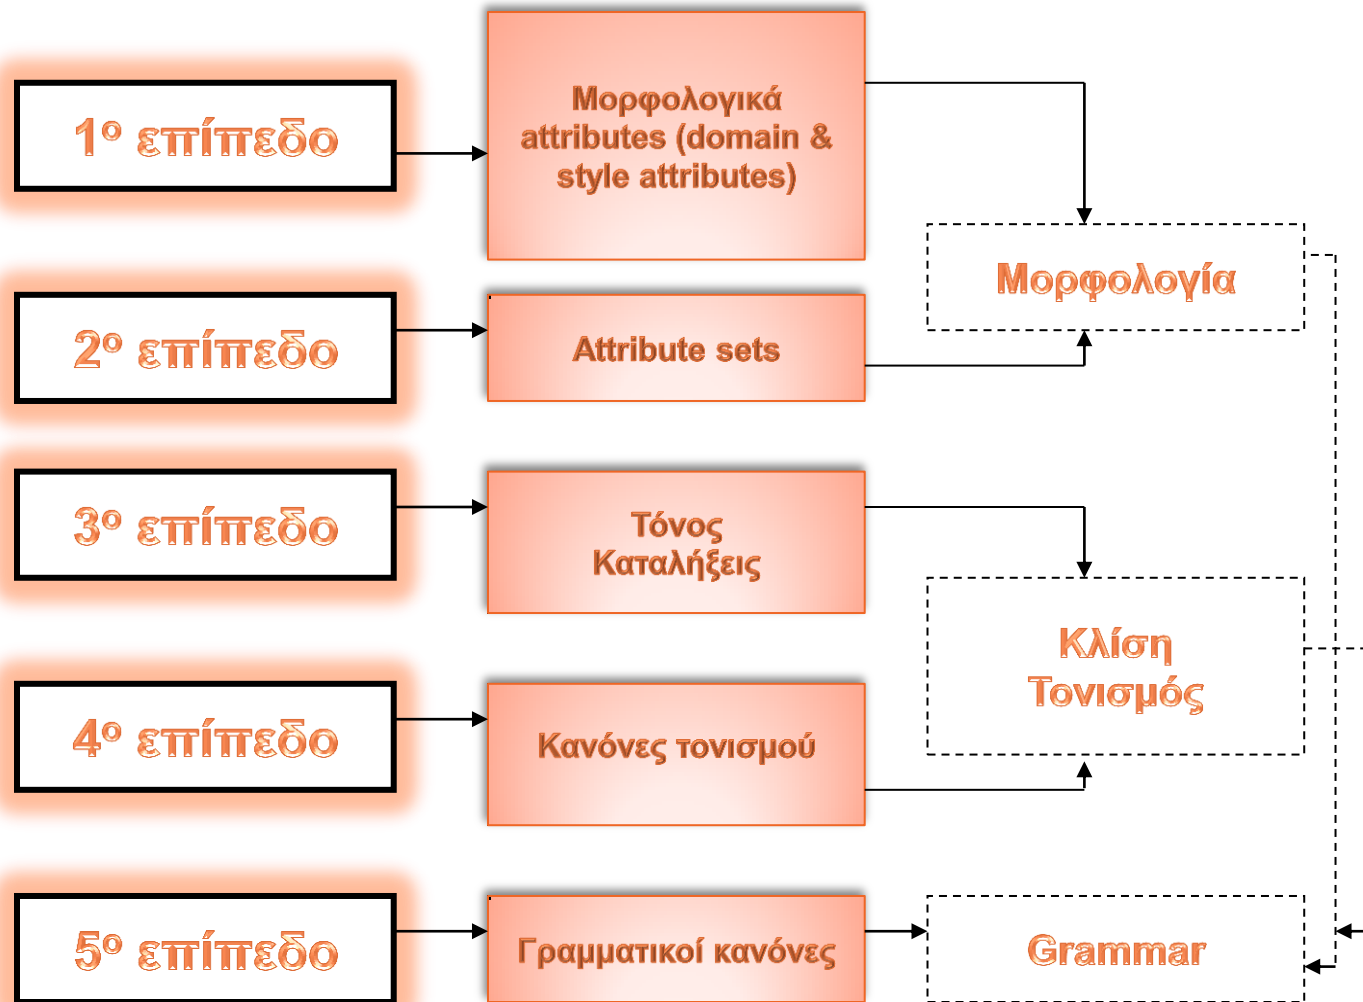 1ο επίπεδο
Μορφολογικά
attributes (domain &
style attributes)
Μορφολογία
2ο επίπεδο
Attribute sets
3ο επίπεδο
Τόνος
Καταλήξεις
Κλίση
Τονισμός
4ο επίπεδο
Κανόνες τονισμού
5ο επίπεδο
Γραμματικοί κανόνες
Grammar